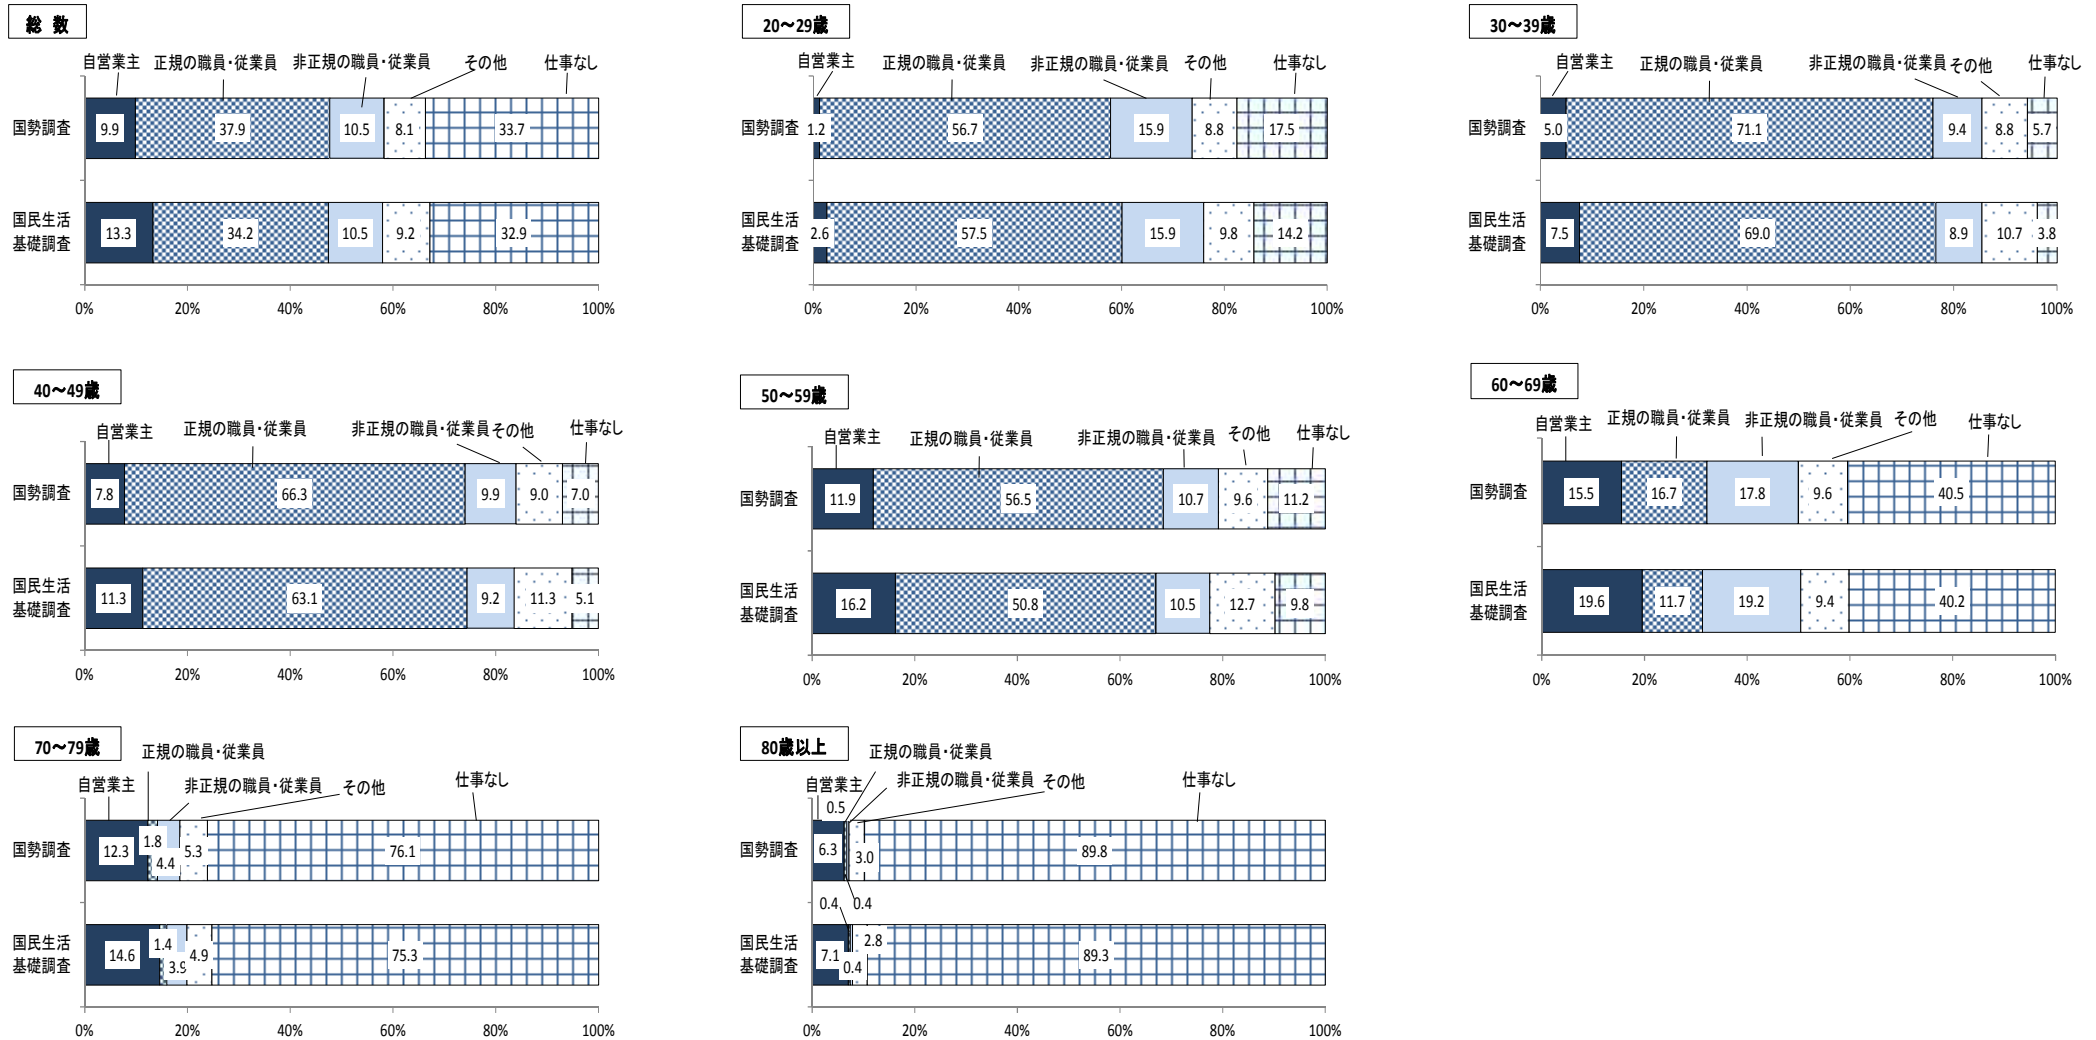 総 数
自営業主 正規の職員・従業員 非正規の職員・従業員 その他 仕事なし
国勢調査 9.9 37.9 10.5 8.1 33.7
国民生活
基礎調査 13.3 34.2 10.5 9.2 32.9
0% 20% 40% 60% 80% 100%
20～29歳
自営業主 正規の職員・従業員 非正規の職員・従業員 その他 仕事なし
国勢調査 1.2 56.7 15.9 8.8 17.5
国民生活
基礎調査 2.6 57.5 15.9 9.8 14.2
0% 20% 40% 60% 80% 100%
30～39歳
自営業主 正規の職員・従業員 非正規の職員・従業員 その他 仕事なし
国勢調査 5.0 71.1 9.4 8.8 5.7
国民生活
基礎調査 7.5 69.0 8.9 10.7 3.8
0% 20% 40% 60% 80% 100%
40～49歳
自営業主 正規の職員・従業員 非正規の職員・従業員 その他 仕事なし
国勢調査 7.8 66.3 9.9 9.0 7.0
国民生活
基礎調査 11.3 63.1 9.2 11.3 5.1
0% 20% 40% 60% 80% 100%
50～59歳
自営業主 正規の職員・従業員 非正規の職員・従業員 その他 仕事なし
国勢調査 11.9 56.5 10.7 9.6 11.2
国民生活
基礎調査 16.2 50.8 10.5 12.7 9.8
0% 20% 40% 60% 80% 100%
60～69歳
自営業主 正規の職員・従業員 非正規の職員・従業員 その他 仕事なし
国勢調査 15.5 16.7 17.8 9.6 40.5
国民生活
基礎調査 19.6 11.7 19.2 9.4 40.2
0% 20% 40% 60% 80% 100%
70～79歳
正規の職員・従業員
自営業主 非正規の職員・従業員 その他 仕事なし
国勢調査 12.3 1.8 4.4 5.3 76.1
国民生活
基礎調査 14.6 1.4 3.9 4.9 75.3
0% 20% 40% 60% 80% 100%
80歳以上
正規の職員・従業員
自営業主 非正規の職員・従業員 その他 仕事なし
0.5
国勢調査 6.3 3.0 89.8
0.4 0.4
国民生活
基礎調査 7.1 0.4 2.8 89.3
0% 20% 40% 60% 80% 100%